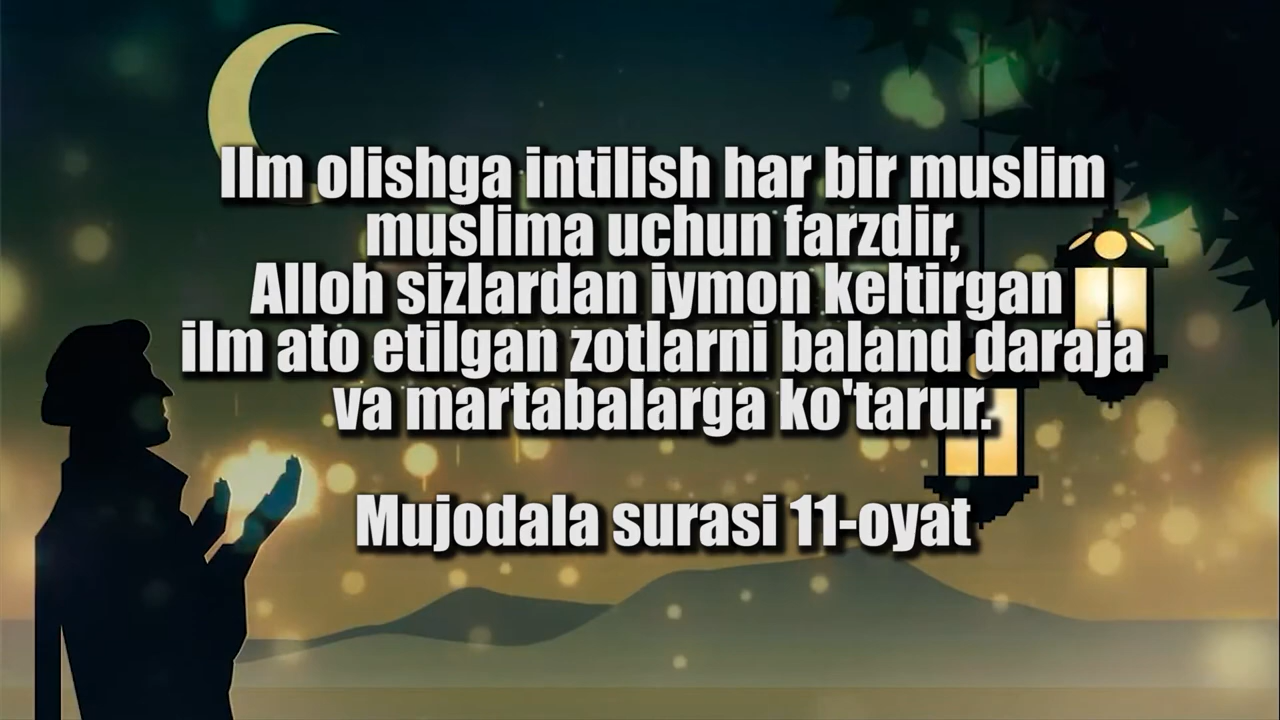 Ilm olishga intilish har bir muslim
muslima uchun farzdir,
Alloh sizlardan iymon keltirgan
ilm ato etilgan zotlarni baland daraja
va martabalarga ko'tarur.
Mujodala surasi 11-oyat